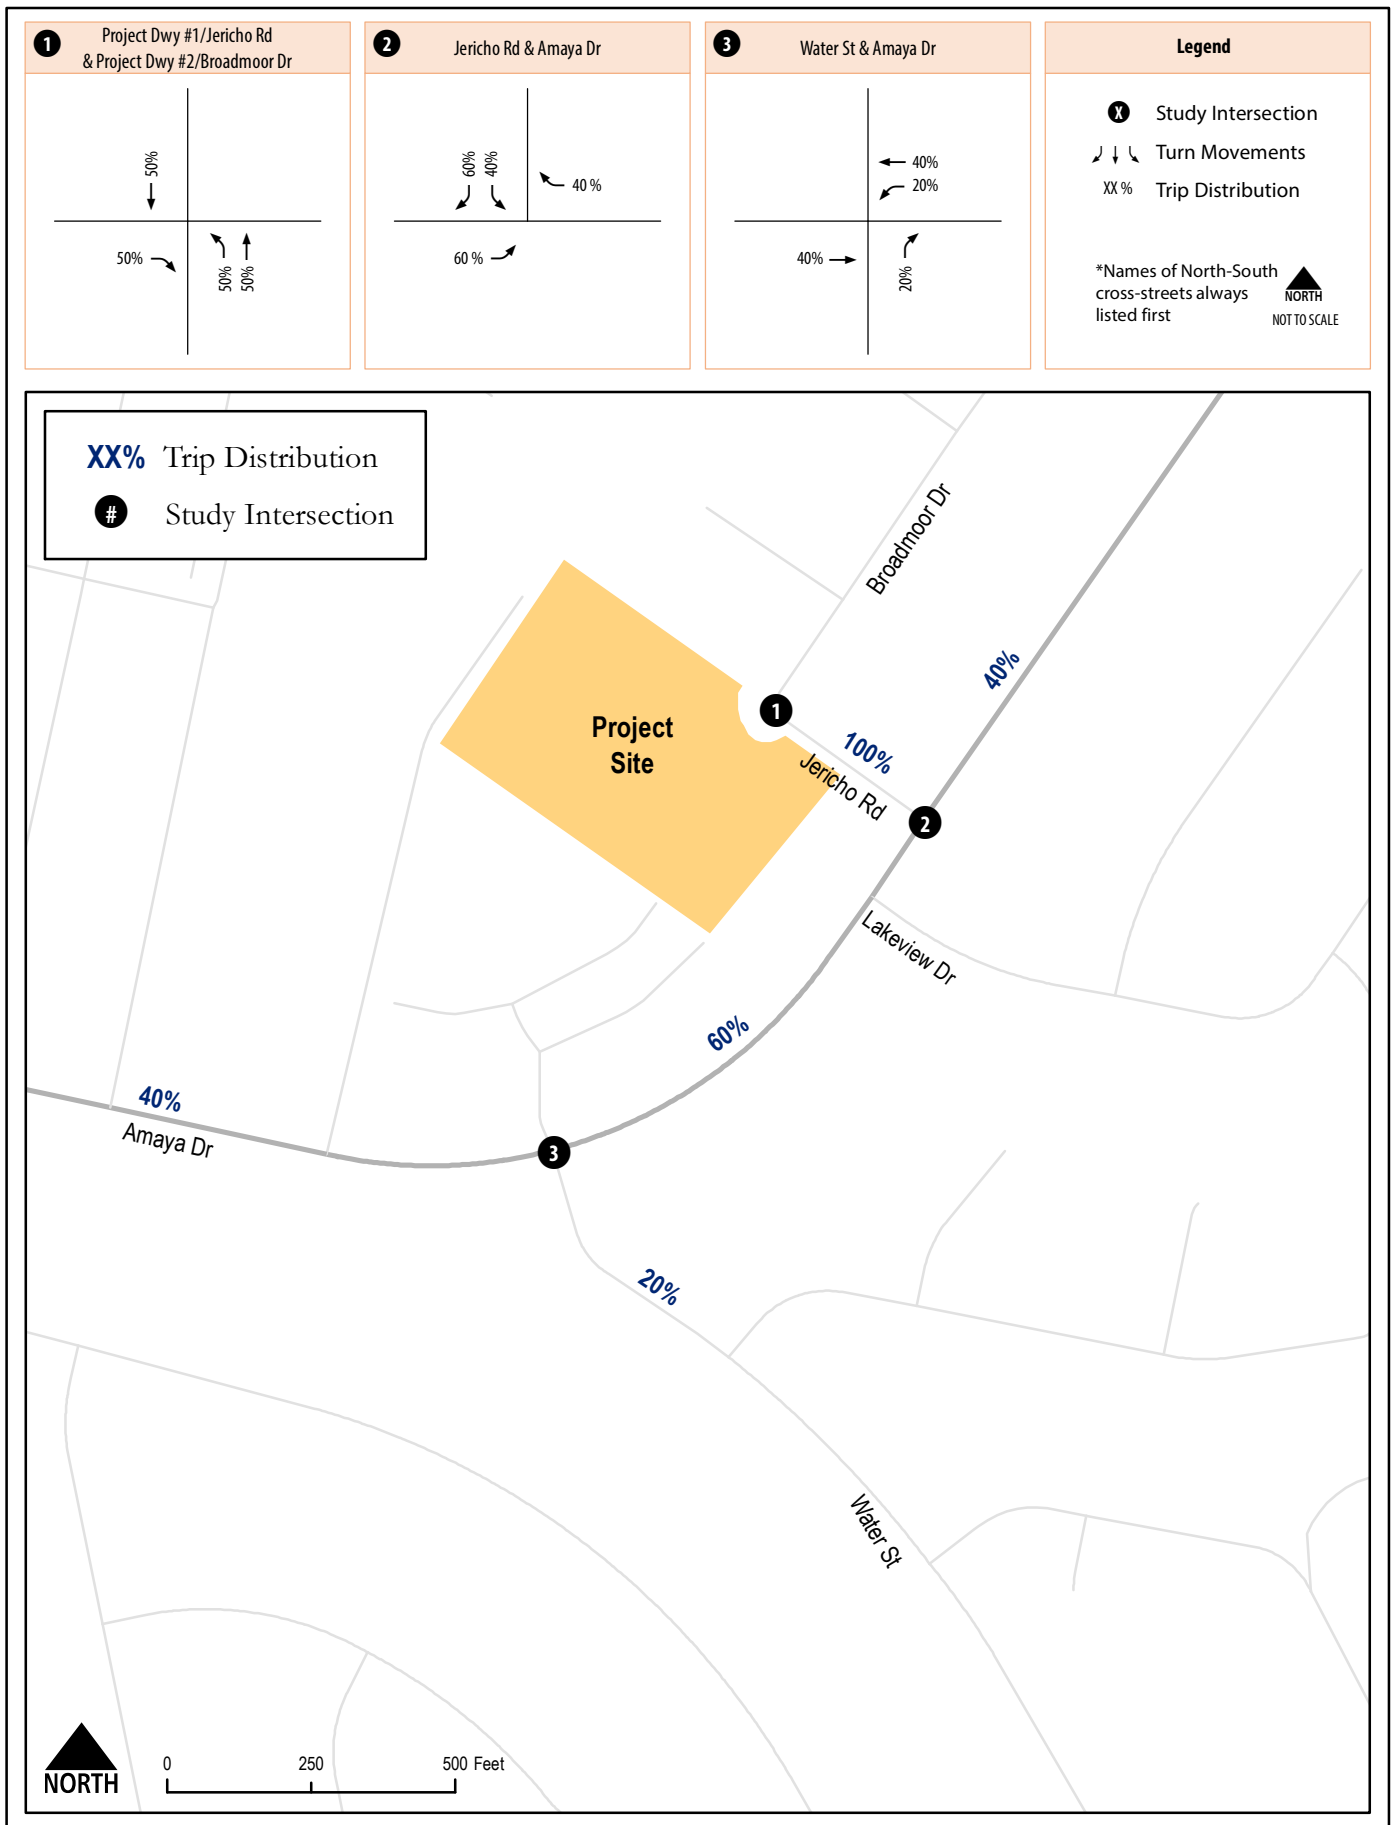 1
Project Dwy #1/Jericho Rd
& Project Dwy #2/Broadmoor Dr
50%
50%
50%
50%
2
Jericho Rd & Amaya Dr
60%
40%
40 %
60 %
3
Water St & Amaya Dr
40%
20%
40%
20%
Legend
X Study Intersection
Turn Movements
XX % Trip Distribution
*Names of North-South
cross-streets always
listed first
NORTH
NOT TO SCALE
XX% Trip Distribution
# Study Intersection
Broadmoor Dr
40%
1
Project
Site
100%
Jericho Rd
2
Lakeview Dr
60%
40%
Amaya Dr
3
20%
Water St
NORTH
0 250 500 Feet